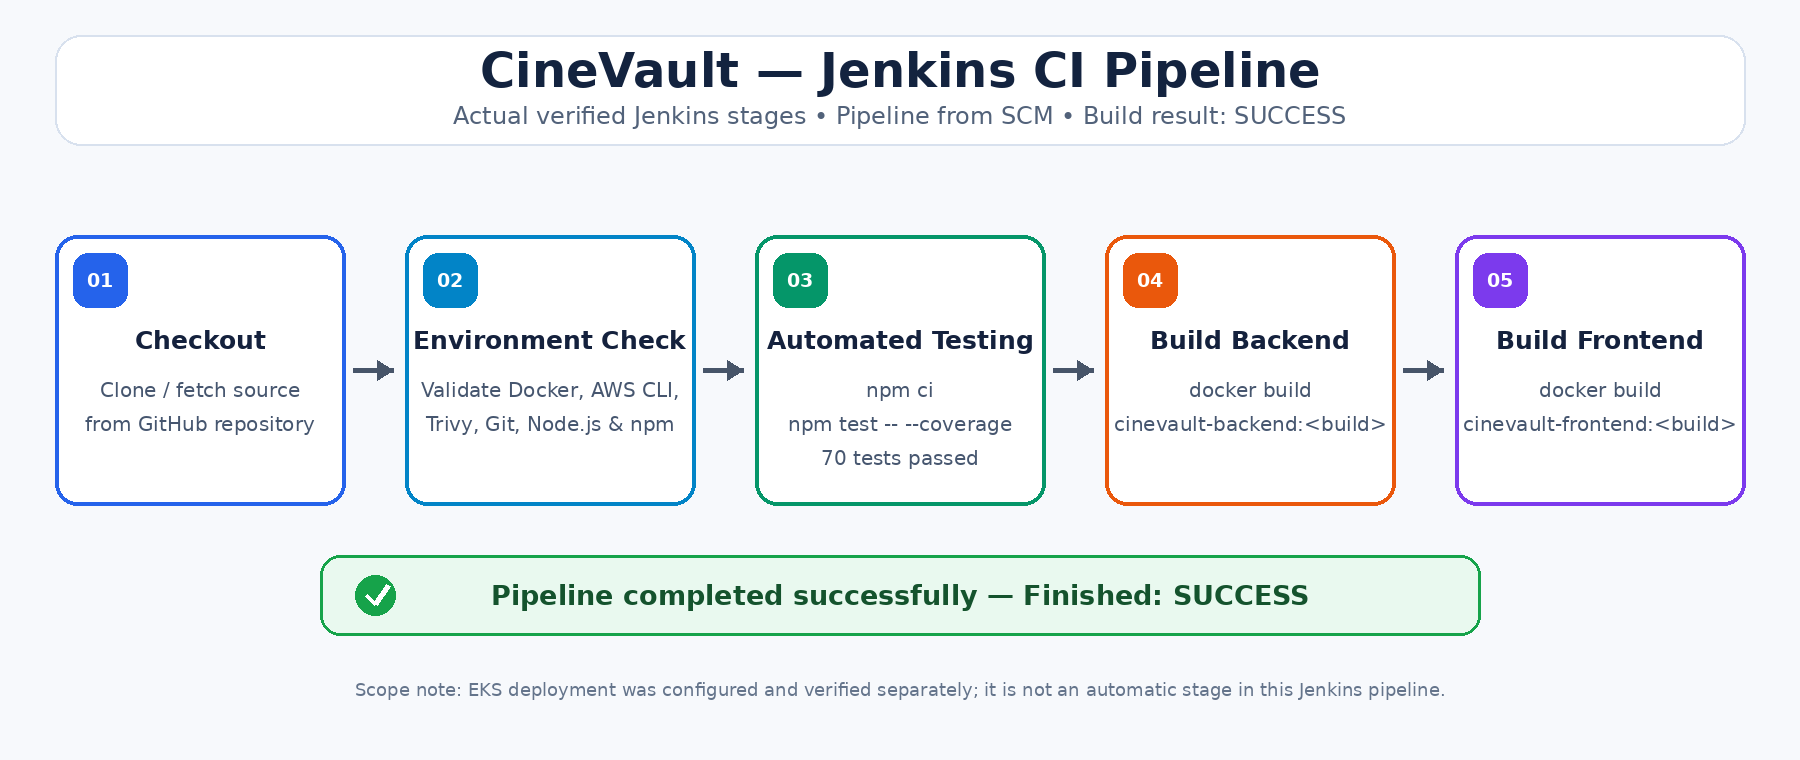 CineVault — Jenkins CI Pipeline
Actual verified Jenkins stages • Pipeline from SCM • Build result: SUCCESS
01
Checkout
Clone / fetch source
from GitHub repository
02
Environment Check
Validate Docker, AWS CLI,
Trivy, Git, Node.js & npm
03
Automated Testing
npm ci
npm test -- --coverage
70 tests passed
04
Build Backend
docker build
cinevault-backend:<build>
05
Build Frontend
docker build
cinevault-frontend:<build>
Pipeline completed successfully — Finished: SUCCESS
Scope note: EKS deployment was configured and verified separately; it is not an automatic stage in this Jenkins pipeline.